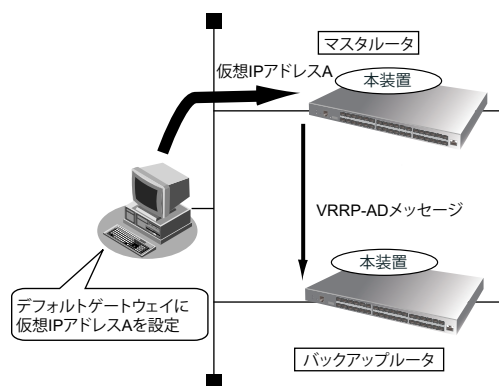 マスタルータ
仮想IPアドレスA
本装置
VRRP-ADメッセージ
本装置
デフォルトゲートウェイに
仮想IPアドレスAを設定
バックアップルータ